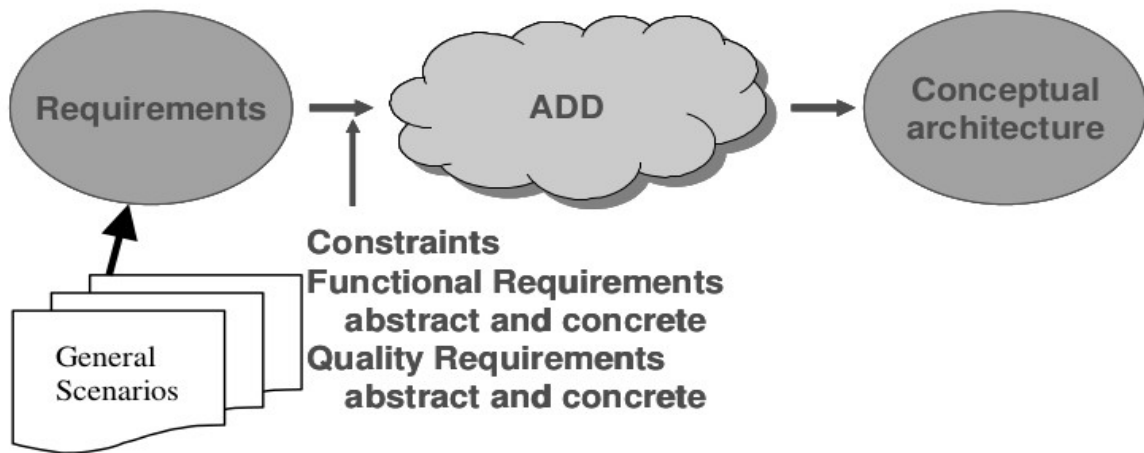 Requirements
ADD
Conceptual
architecture
Constraints
Functional Requirements
abstract and concrete
Quality Requirements
abstract and concrete
General
Scenarios